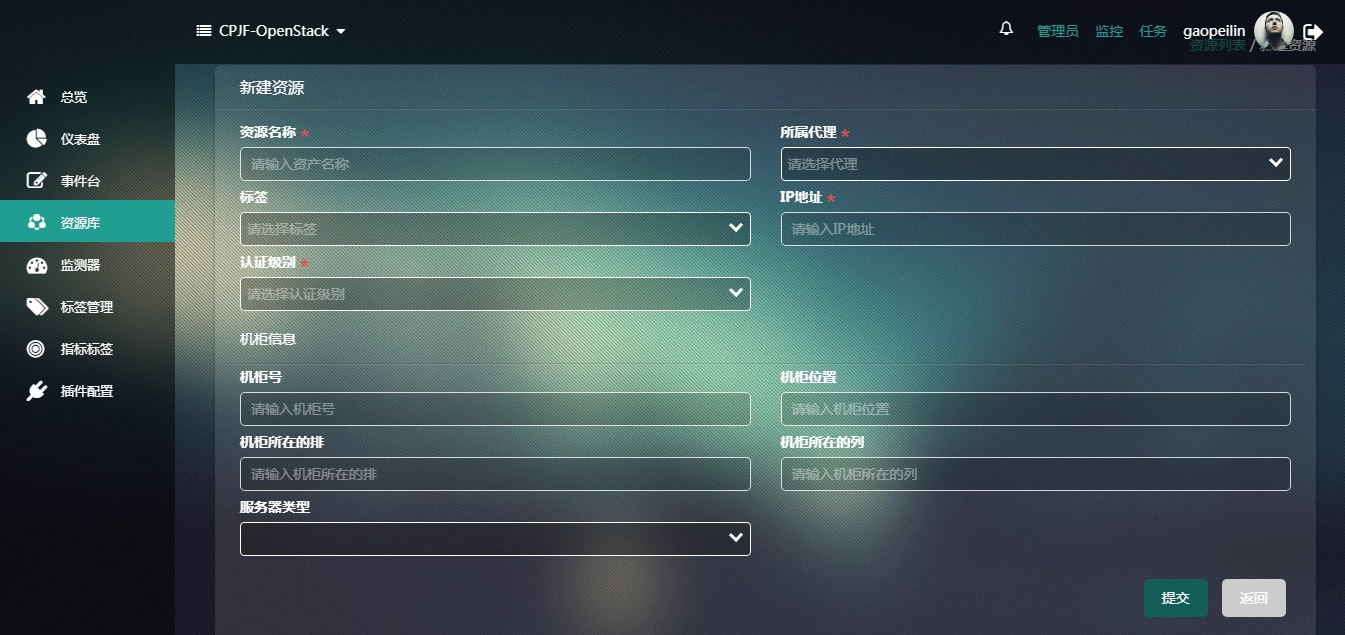 CPJF-OpenStack
管理员 监控 任务 gaopeilin
资源列表 /
总览
仪表盘
事件台
资源库
监测器
标签管理
指标标签
插件配置
新建资源
资源名称 * 所属代理 *
请输入资产名称 请选择代理
标签 IP地址 *
请选择标签 请输入IP地址
认证级别 *
请选择认证级别
机柜信息
机柜号 机柜位置
请输入机柜号 请输入机柜位置
机柜所在的排 机柜所在的列
请输入机柜所在的排 请输入机柜所在的列
服务器类型
提交 返回